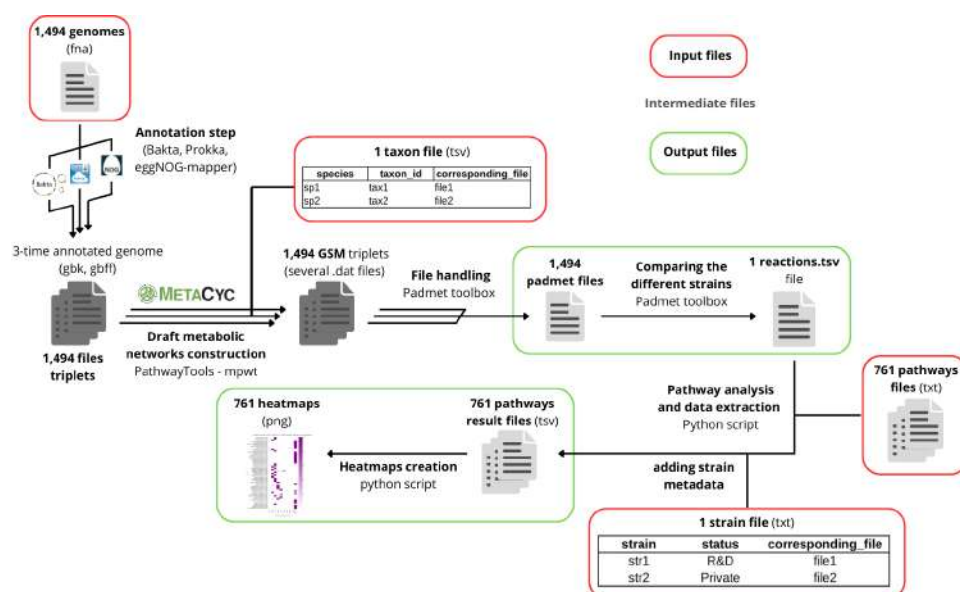 1,494 genomes
(fna)
Input files
Intermediate files
Output files
Annotation step
(Bakta, Prokka,
eggNOG-mapper)
Bakta
NOG
1 taxon file (tsv)
species taxon_id corresponding_file
sp1 tax1 file1
sp2 tax2 file2
3-time annotated genome
(gbk, gbff)
METACYC
1,494 files
triplets
Draft metabolic
networks construction
PathwayTools - mpwt
1,494 GSM triplets
(several .dat files)
File handling
Padmet toolbox
1,494
padmet files
Comparing the
different strains
Padmet toolbox
1 reactions.tsv
file
761 pathways
files (txt)
Pathway analysis
and data extraction
Python script
adding strain
metadata
761 pathways
result files (tsv)
Heatmaps creation
python script
761 heatmaps
(png)
1 strain file (txt)
strain status corresponding_file
str1 R&D file1
str2 Private file2